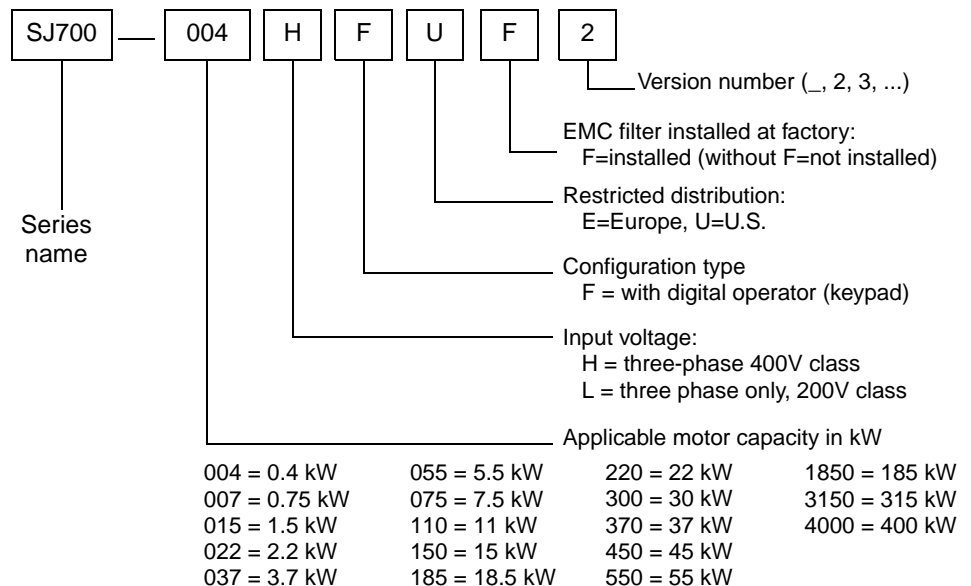 SJ700 004 H F U F 2
Version number (_, 2, 3, ...)
EMC filter installed at factory:
F=installed (without F=not installed)
Restricted distribution:
E=Europe, U=U.S.
Series
name
Configuration type
F = with digital operator (keypad)
Input voltage:
H = three-phase 400V class
L = three phase only, 200V class
Applicable motor capacity in kW
004 = 0.4 kW 055 = 5.5 kW 220 = 22 kW 1850 = 185 kW
007 = 0.75 kW 075 = 7.5 kW 300 = 30 kW 3150 = 315 kW
015 = 1.5 kW 110 = 11 kW 370 = 37 kW 4000 = 400 kW
022 = 2.2 kW 150 = 15 kW 450 = 45 kW
037 = 3.7 kW 185 = 18.5 kW 550 = 55 kW